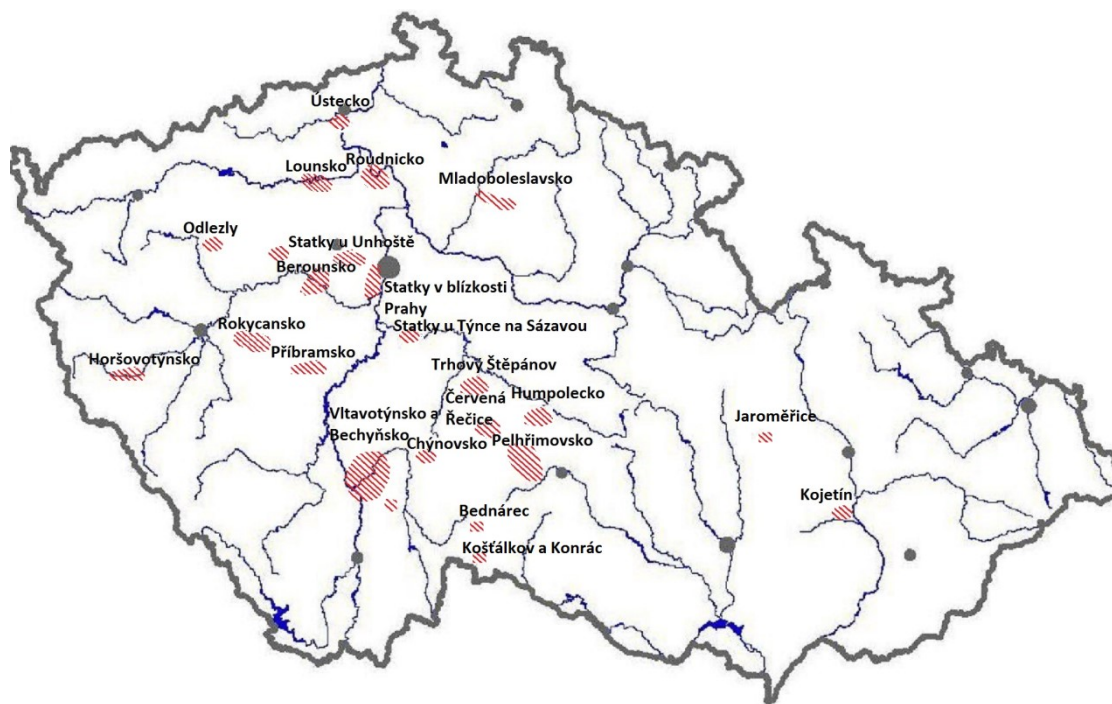 Ústecko
Lounsko
Roudnicko
Mladoboleslavsko
Odlezly
Statky u Unhoště
Berounsko
Statky v blízkosti
Prahy
Rokycansko
Statky u Týnce na Sázavou
Horšovotýnsko
Příbramsko
Trhový Štěpánov
Červená
Řečice
Humpolecko
Vltavotýnsko a
Bechyňsko
Chýnovsko
Pelhřimovsko
Jaroměřice
Kojetín
Bednárec
Košťálkov a Konrác